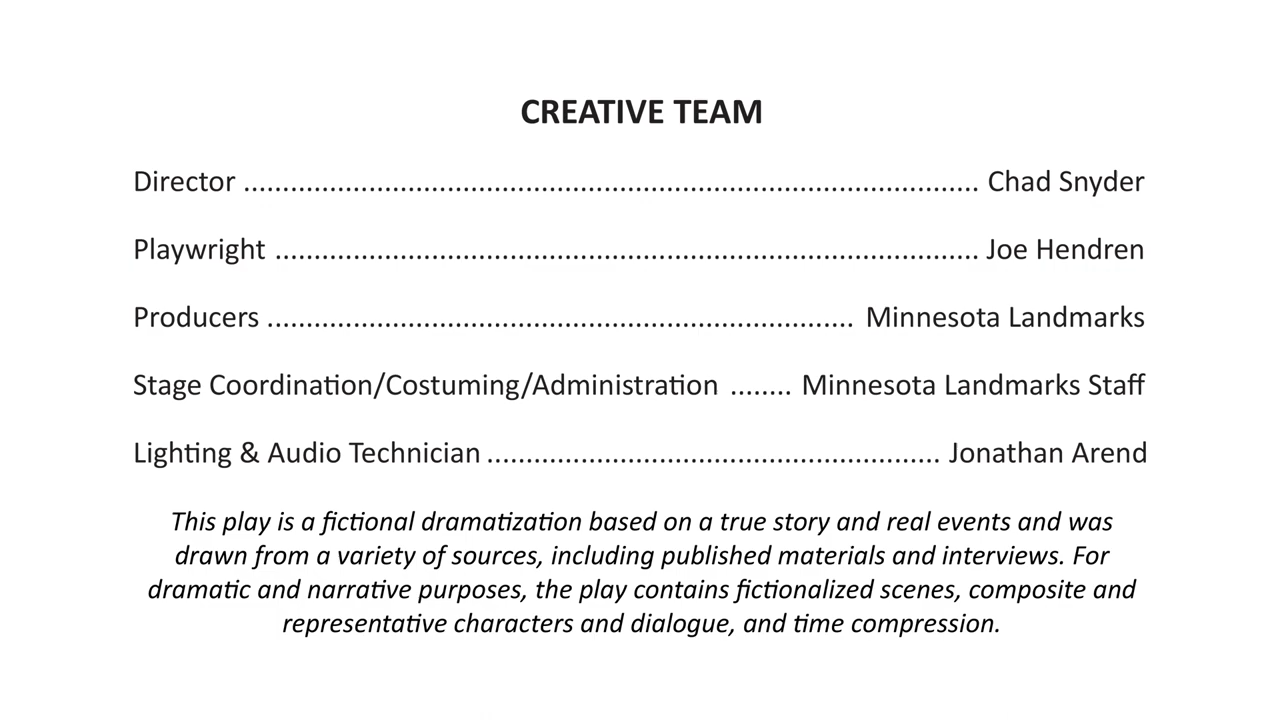 CREATIVE TEAM
Director ........................................................................................... Chad Snyder
Playwright ....................................................................................... Joe Hendren
Producers ......................................................................... Minnesota Landmarks
Stage Coordination/Costuming/Administration ........ Minnesota Landmarks Staff
Lighting & Audio Technician ........................................................ Jonathan Arend
This play is a fictional dramatization based on a true story and real events and was
drawn from a variety of sources, including published materials and interviews. For
dramatic and narrative purposes, the play contains fictionalized scenes, composite and
representative characters and dialogue, and time compression.